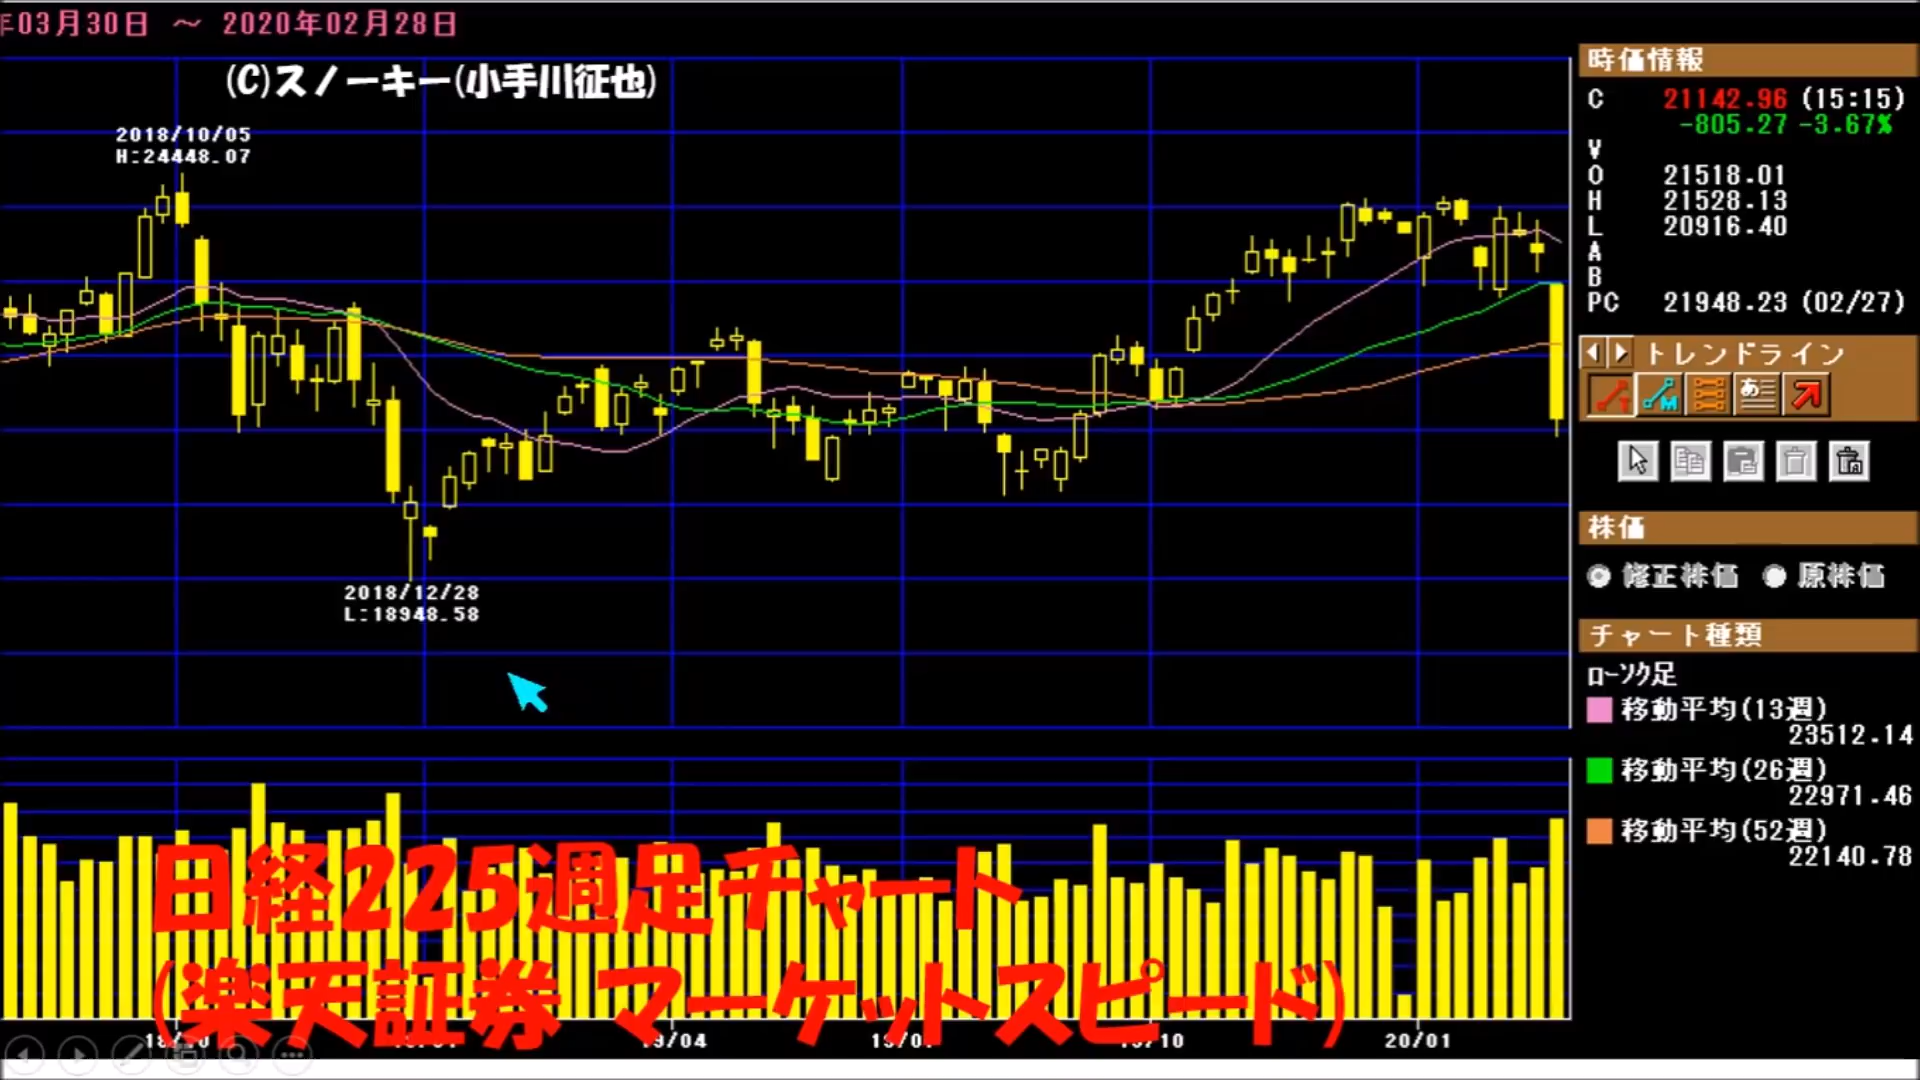 年03月30日 ～ 2020年02月28日
(C)スノーキー(小手川征也)
2018/10/05
H:24448.07
2018/12/28
L:18948.58
日経225週足チャート
(楽天証券 マーケットスピード)
19/04
20/01
時価情報
C 21142.96 (15:15)
-805.27 -3.67%
V
O 21518.01
H 21528.13
L 20916.40
A
B
PC 21948.23 (02/27)
トレンドライン
T M あ
A
株価
修正株価 原株価
チャート種類
ﾛｰｿｸ足
移動平均(13週)
23512.14
移動平均(26週)
22971.46
移動平均(52週)
22140.78